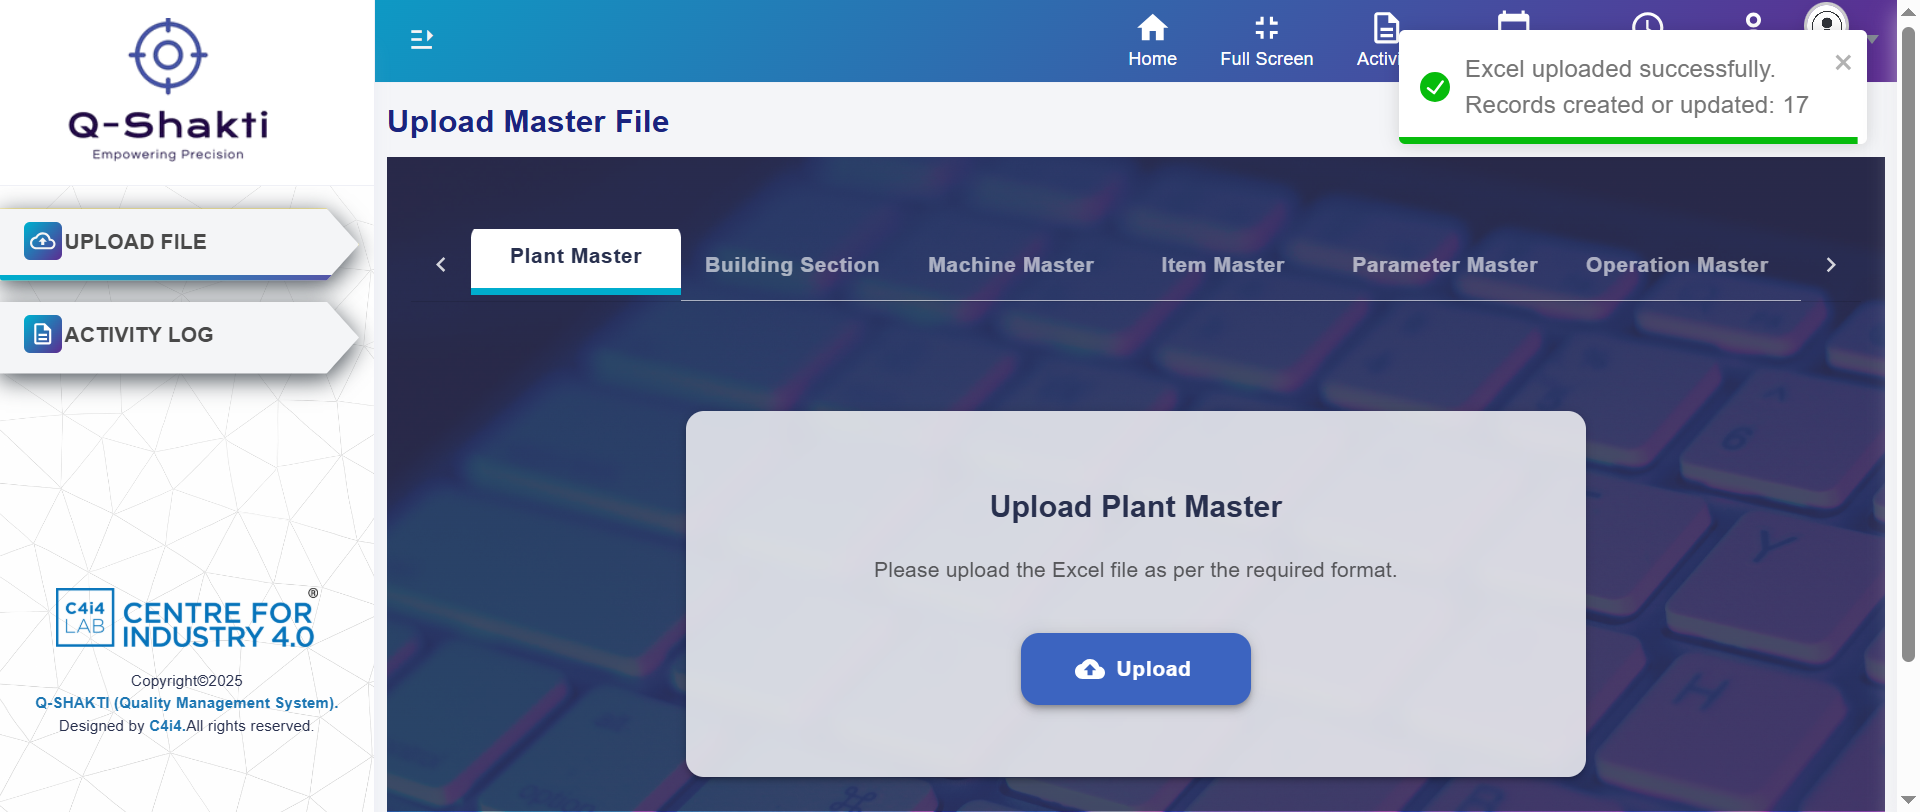 Q-Shakti
Empowering Precision
UPLOAD FILE
ACTIVITY LOG
C4i4
LAB
CENTRE FOR
INDUSTRY 4.0
®
Copyright©2025
Q-SHAKTI (Quality Management System).
Designed by C4i4.All rights reserved.
Home
Full Screen
Activi
Excel uploaded successfully.
Records created or updated: 17
Upload Master File
Plant Master
Building Section
Machine Master
Item Master
Parameter Master
Operation Master
Upload Plant Master
Please upload the Excel file as per the required format.
Upload
6
Y
H
option
⌘